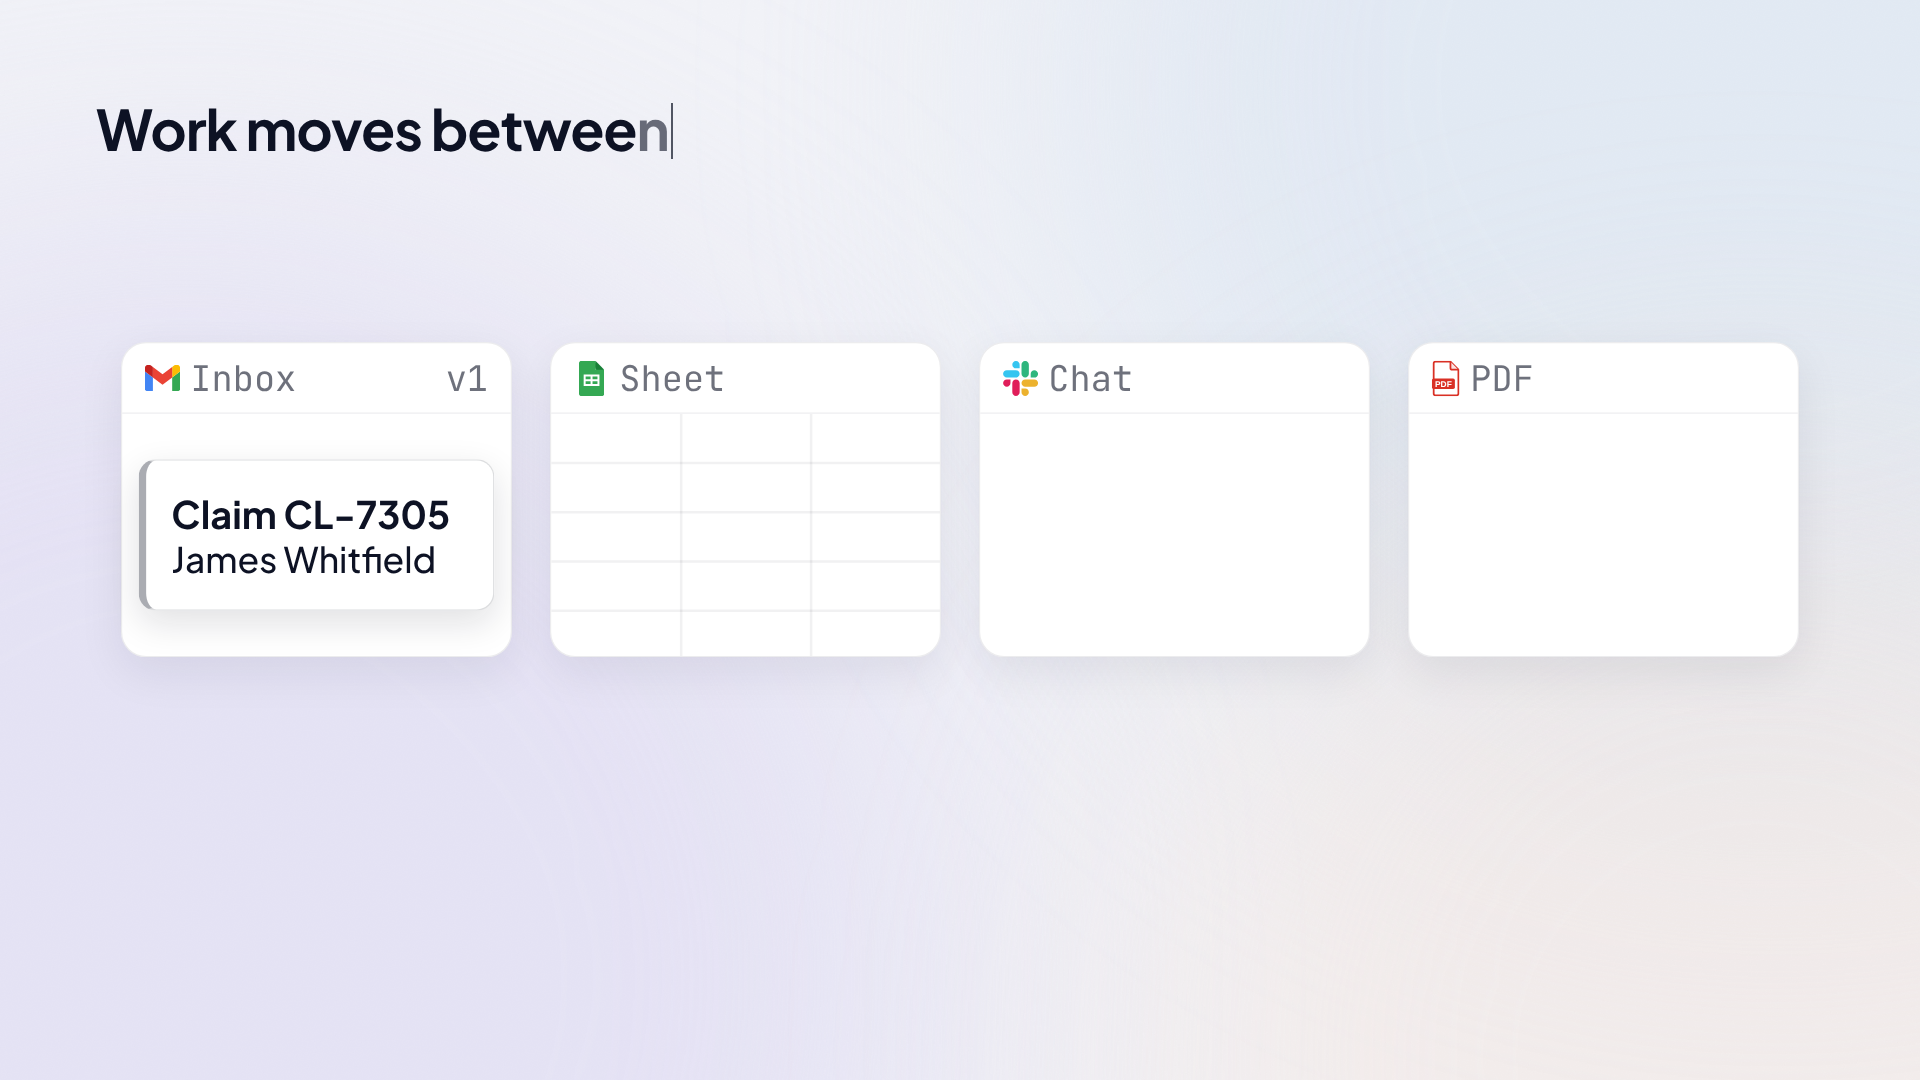 Work moves between
Inbox v1
Sheet
Chat
PDF PDF
Claim CL-7305
James Whitfield